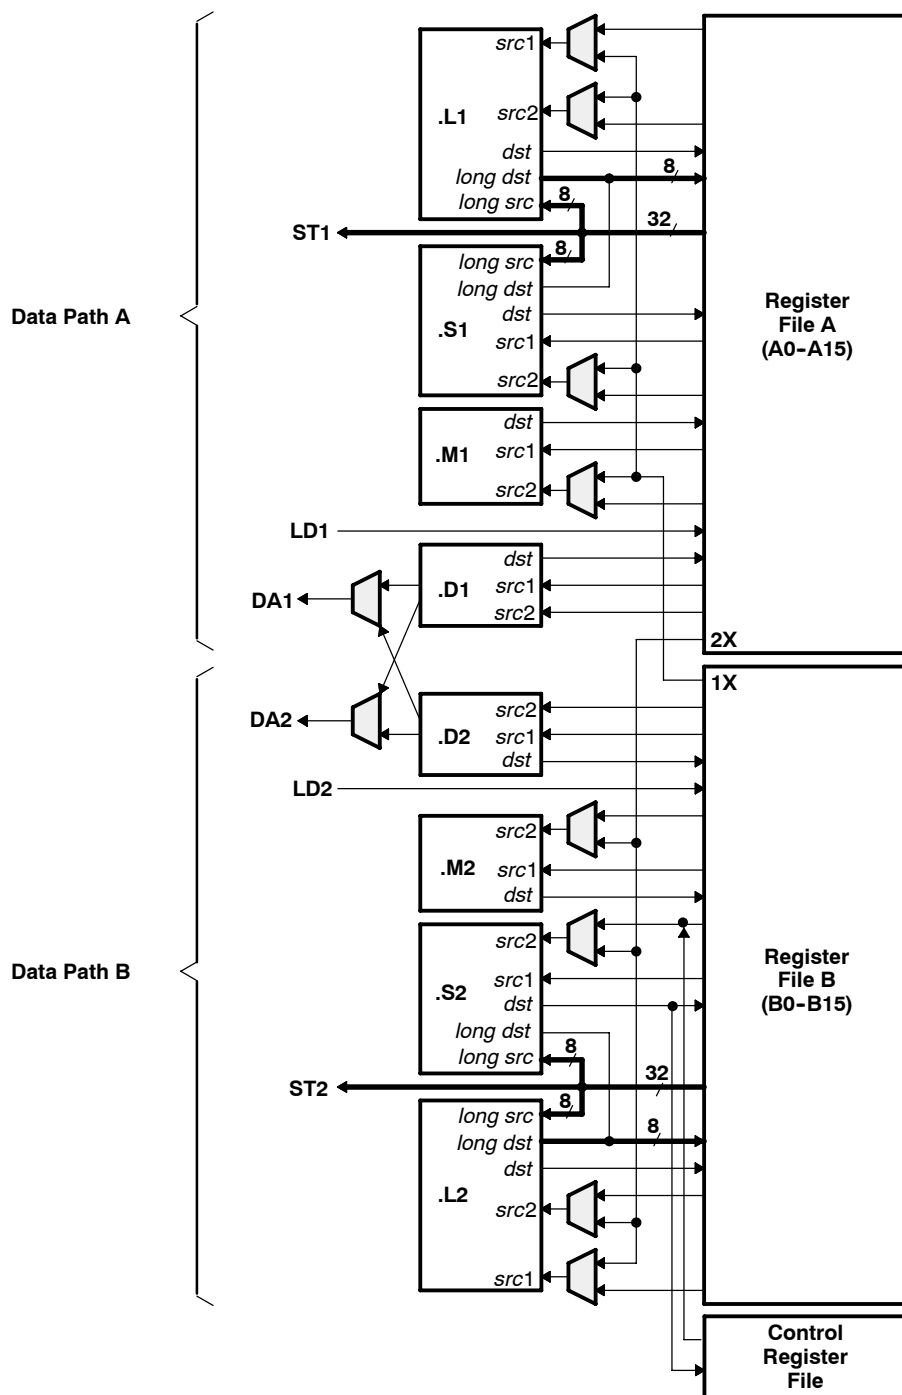 src1
.L1
src2
dst
long dst
8
long src
8
ST1
32
8
long src
long dst
dst
.S1
src1
src2
Data Path A
Register
File A
(A0-A15)
dst
.M1
src1
src2
LD1
dst
.D1
src1
src2
DA1
2X
1X
DA2
src2
.D2
src1
dst
LD2
src2
.M2
src1
dst
src2
.S2
src1
dst
long dst
long src
8
Data Path B
Register
File B
(B0-B15)
ST2
32
8
long src
long dst
8
dst
.L2
src2
src1
Control
Register
File